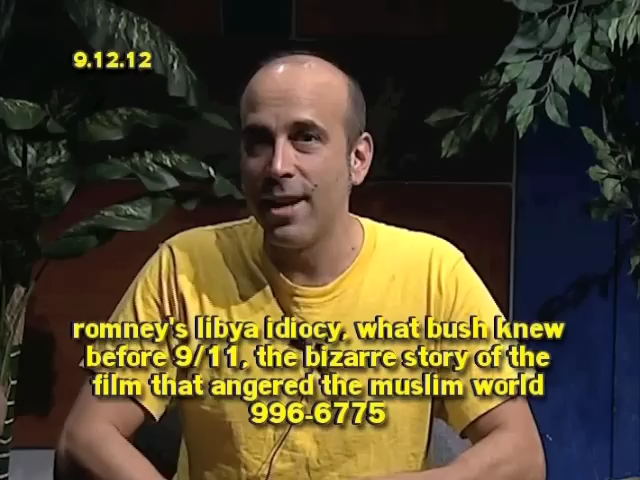 9.12.12
romney's libya idiocy, what bush knew
before 9/11, the bizarre story of the
film that angered the muslim world
996-6775